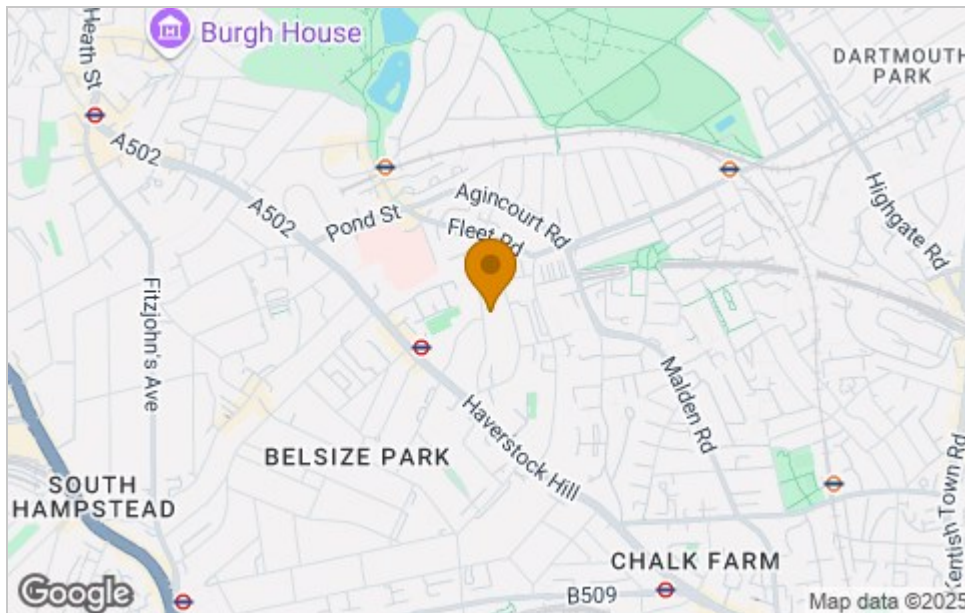 Heath St
Burgh House
DARTMOUTH
PARK
A502
A502
Pond St
Agincourt Rd
Fleet Rd
Highgate Rd
Fitzjohn's Ave
Malden Rd
Haverstock Hill
BELSIZE PARK
SOUTH
HAMPSTEAD
Kentish Town Rd
CHALK FARM
B509
Google
Map data ©2025